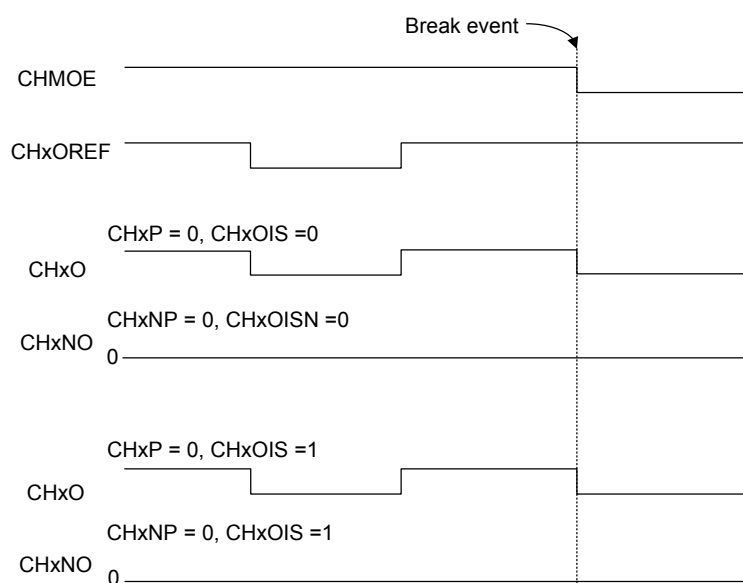 Break event
CHMOE
CHxOREF
CHxP = 0, CHxOIS =0
CHxO
CHxNP = 0, CHxOISN =0
CHxNO
0
CHxP = 0, CHxOIS =1
CHxO
CHxNP = 0, CHxOIS =1
CHxNO
0